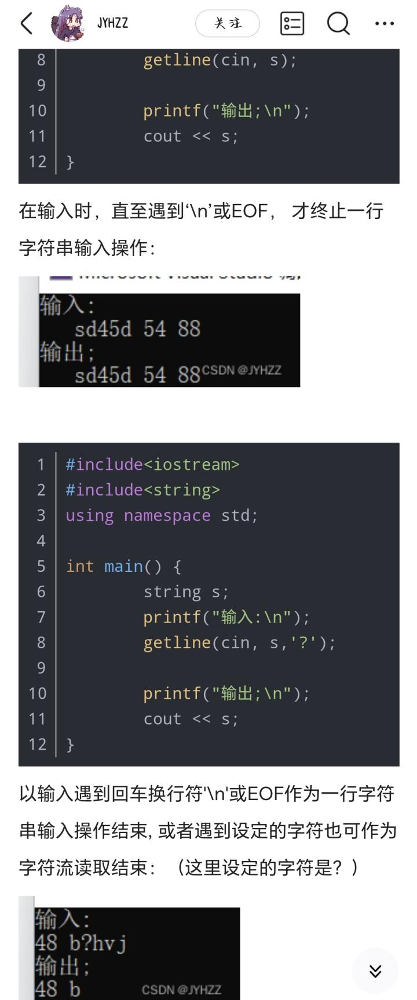 JYHZZ 关注
8 getline(cin, s);
9
10 printf("输出;\n");
11 cout << s;
12 }
在输入时，直至遇到‘\n’或EOF， 才终止一行
字符串输入操作：
输入:
sd45d 54 88
输出;
sd45d 54 88
CSDN @JYHZZ
1 #include<iostream>
2 #include<string>
3 using namespace std;
4
5 int main() {
6 string s;
7 printf("输入:\n");
8 getline(cin, s,'?');
9
10 printf("输出;\n");
11 cout << s;
12 }
以输入遇到回车换行符'\n'或EOF作为一行字符
串输入操作结束, 或者遇到设定的字符也可作为
字符流读取结束：（这里设定的字符是？）
输入:
48 b?hvj
输出;
48 b
CSDN @JYHZZ